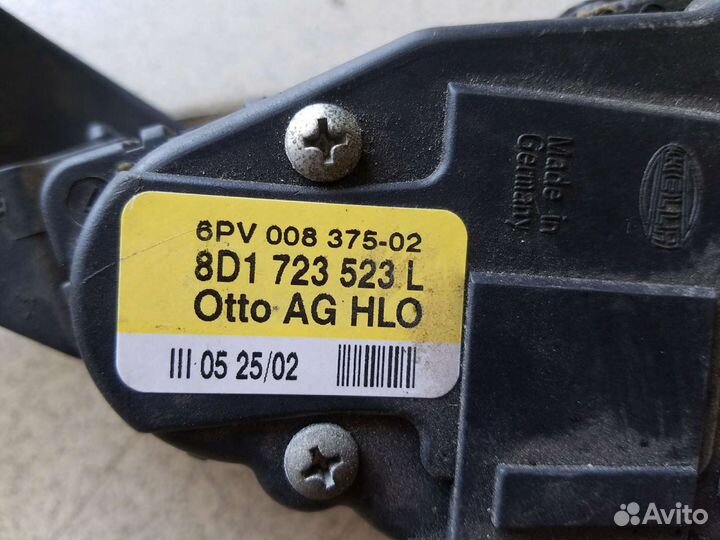 6PV 008 375-02
8D1 723 523 L
Otto AG HLO
III 05 25/02
Made in
Germany
HELLA
Avito